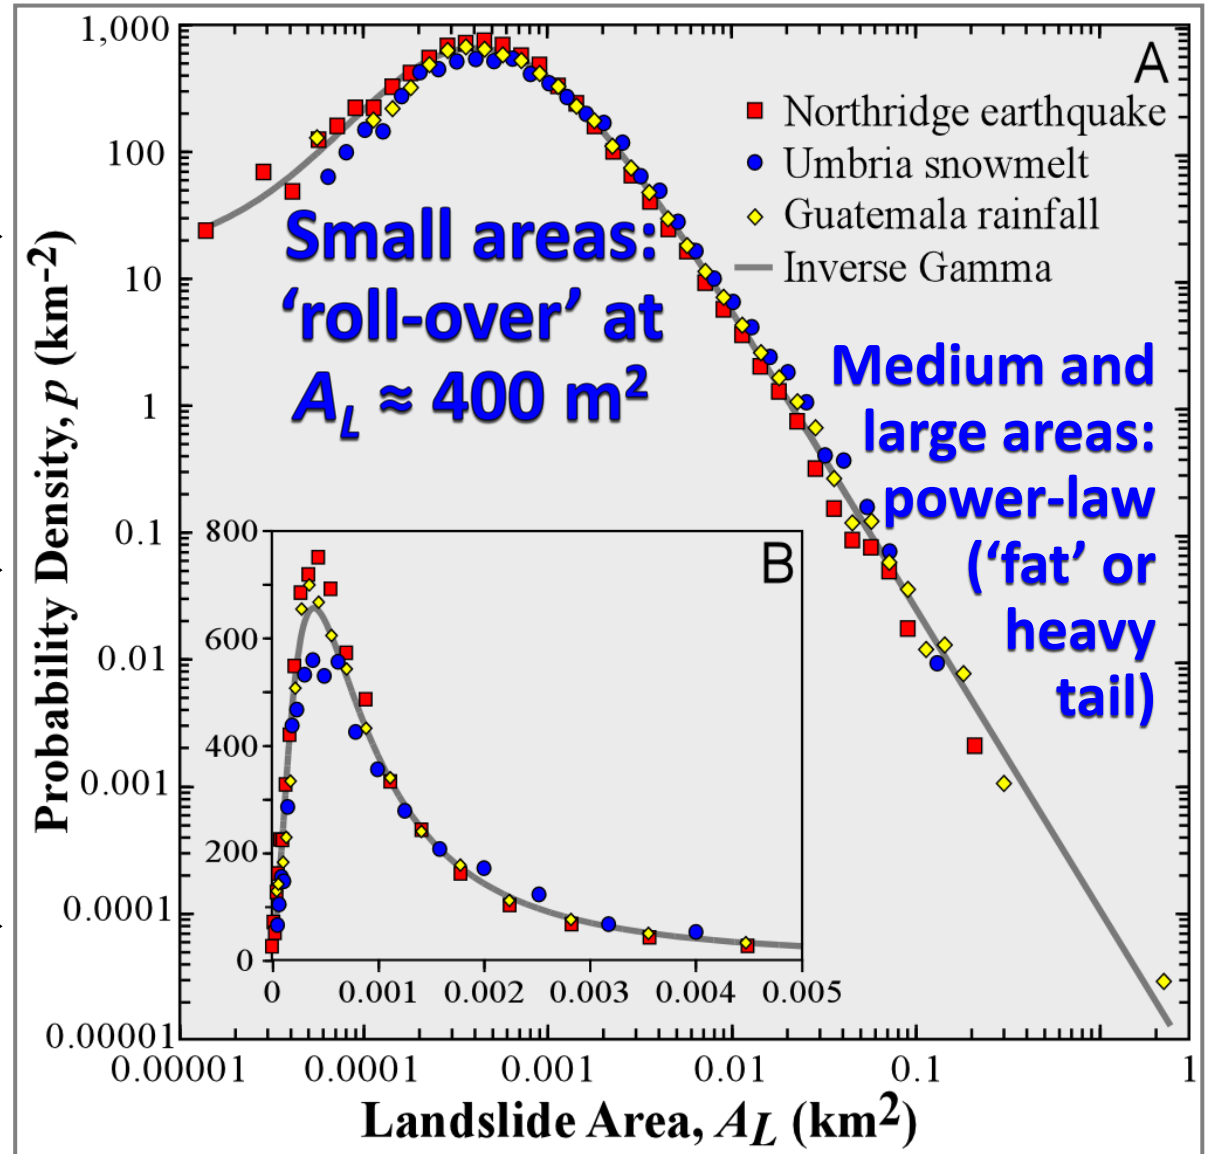 A
1,000
100
10
1
0.1
0.01
0.001
0.0001
0.00001
Probability Density, p (km-2)
Northridge earthquake
Umbria snowmelt
Guatemala rainfall
Inverse Gamma
Small areas:
‘roll-over’ at
AL ≈ 400 m2
Medium and
large areas:
power-law
(‘fat’ or
heavy
tail)
B
800
600
400
200
0
0 0.001 0.002 0.003 0.004 0.005
0.00001 0.0001 0.001 0.01 0.1 1
Landslide Area, AL (km2)